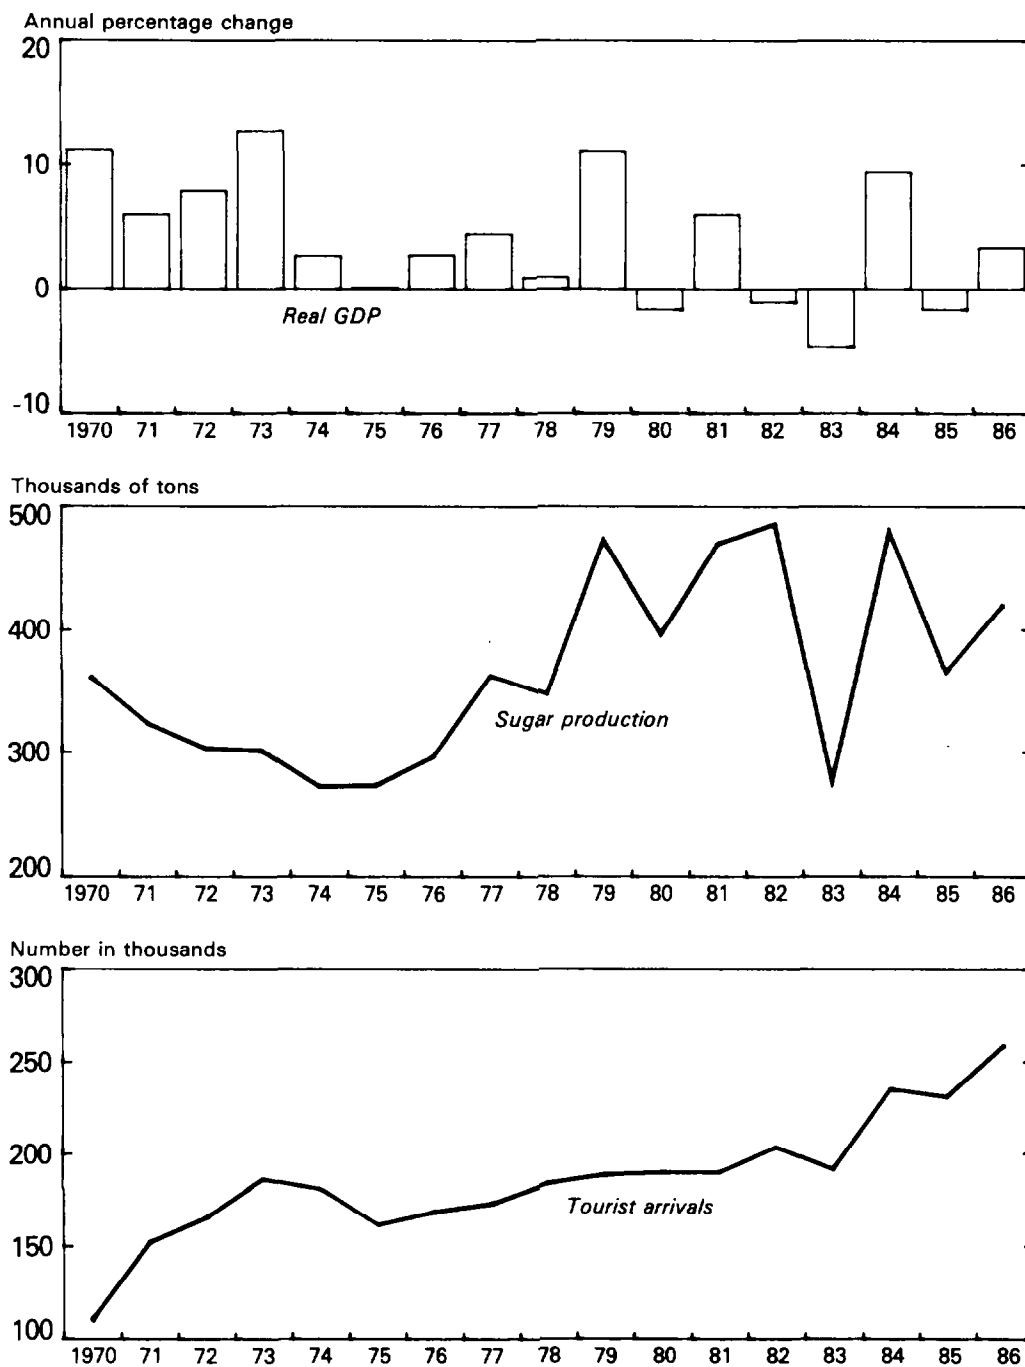 Annual percentage change
20
10
0
-10
Real GDP
1970 71 72 73 74 75 76 77 78 79 80 81 82 83 84 85 86
Thousands of tons
500
400
300
200
Sugar production
1970 71 72 73 74 75 76 77 78 79 80 81 82 83 84 85 86
Number in thousands
300
250
200
150
100
Tourist arrivals
1970 71 72 73 74 75 76 77 78 79 80 81 82 83 84 85 86